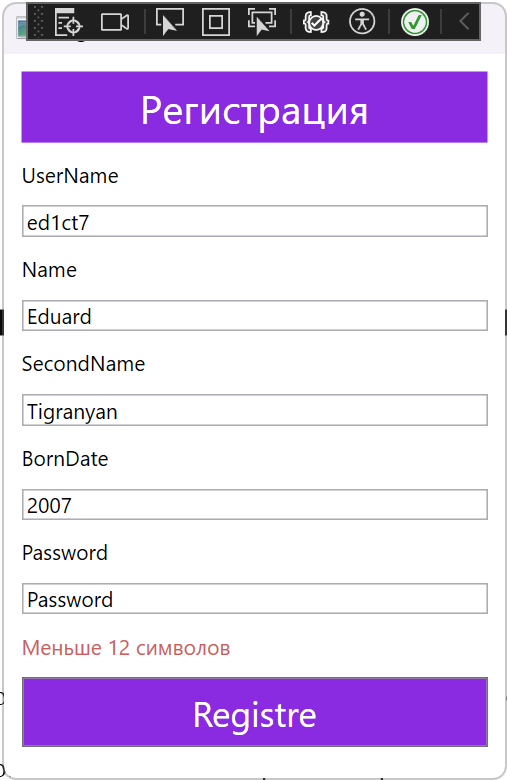 Регистрация
UserName
ed1ct7
Name
Eduard
SecondName
Tigranyan
BornDate
2007
Password
Password
Меньше 12 символов
Registre